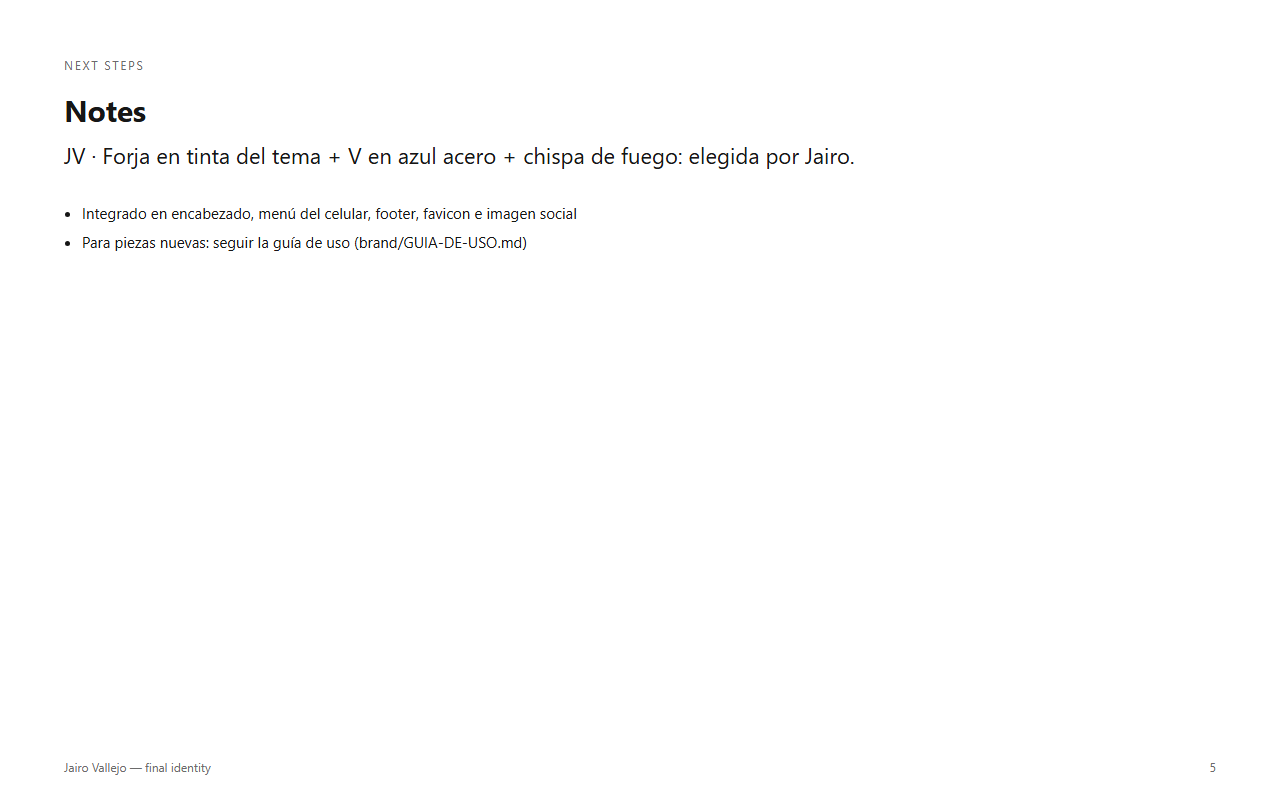 NEXT STEPS
Notes
JV · Forja en tinta del tema + V en azul acero + chispa de fuego: elegida por Jairo.
• Integrado en encabezado, menú del celular, footer, favicon e imagen social
• Para piezas nuevas: seguir la guía de uso (brand/GUIA-DE-USO.md)
Jairo Vallejo — final identity
5